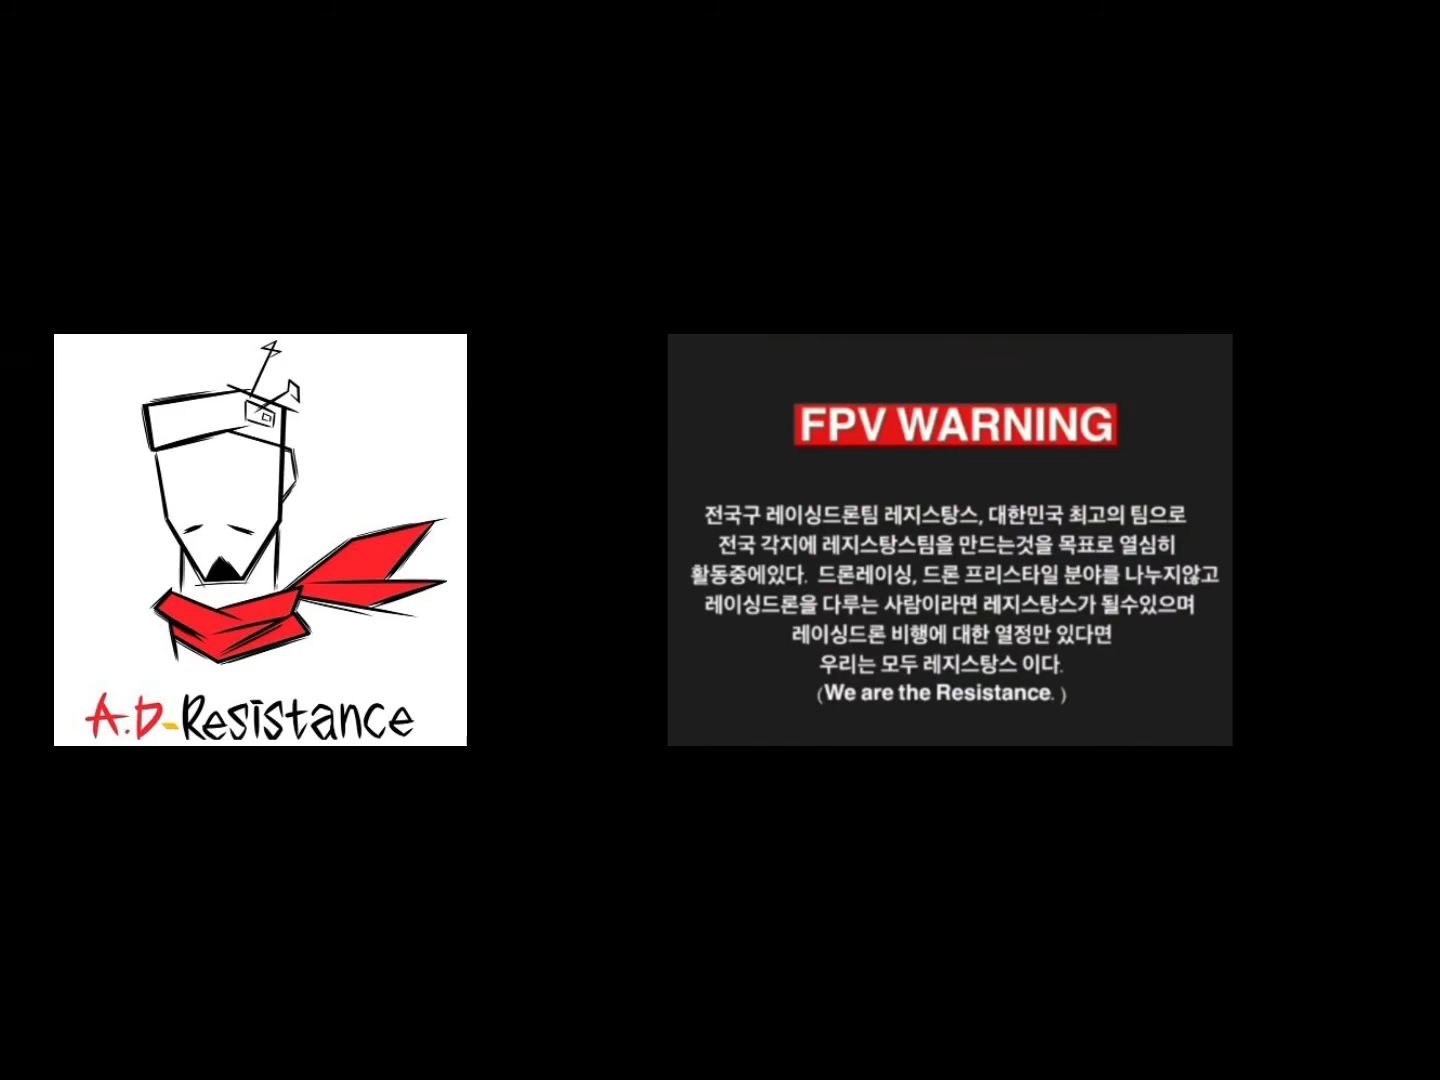 A.D-Resistance
FPV WARNING
전국구 레이싱드론팀 레지스탕스, 대한민국 최고의 팀으로
전국 각지에 레지스탕스팀을 만드는것을 목표로 열심히
활동중에있다. 드론레이싱, 드론 프리스타일 분야를 나누지않고
레이싱드론을 다루는 사람이라면 레지스탕스가 될수있으며
레이싱드론 비행에 대한 열정만 있다면
우리는 모두 레지스탕스 이다.
(We are the Resistance. )